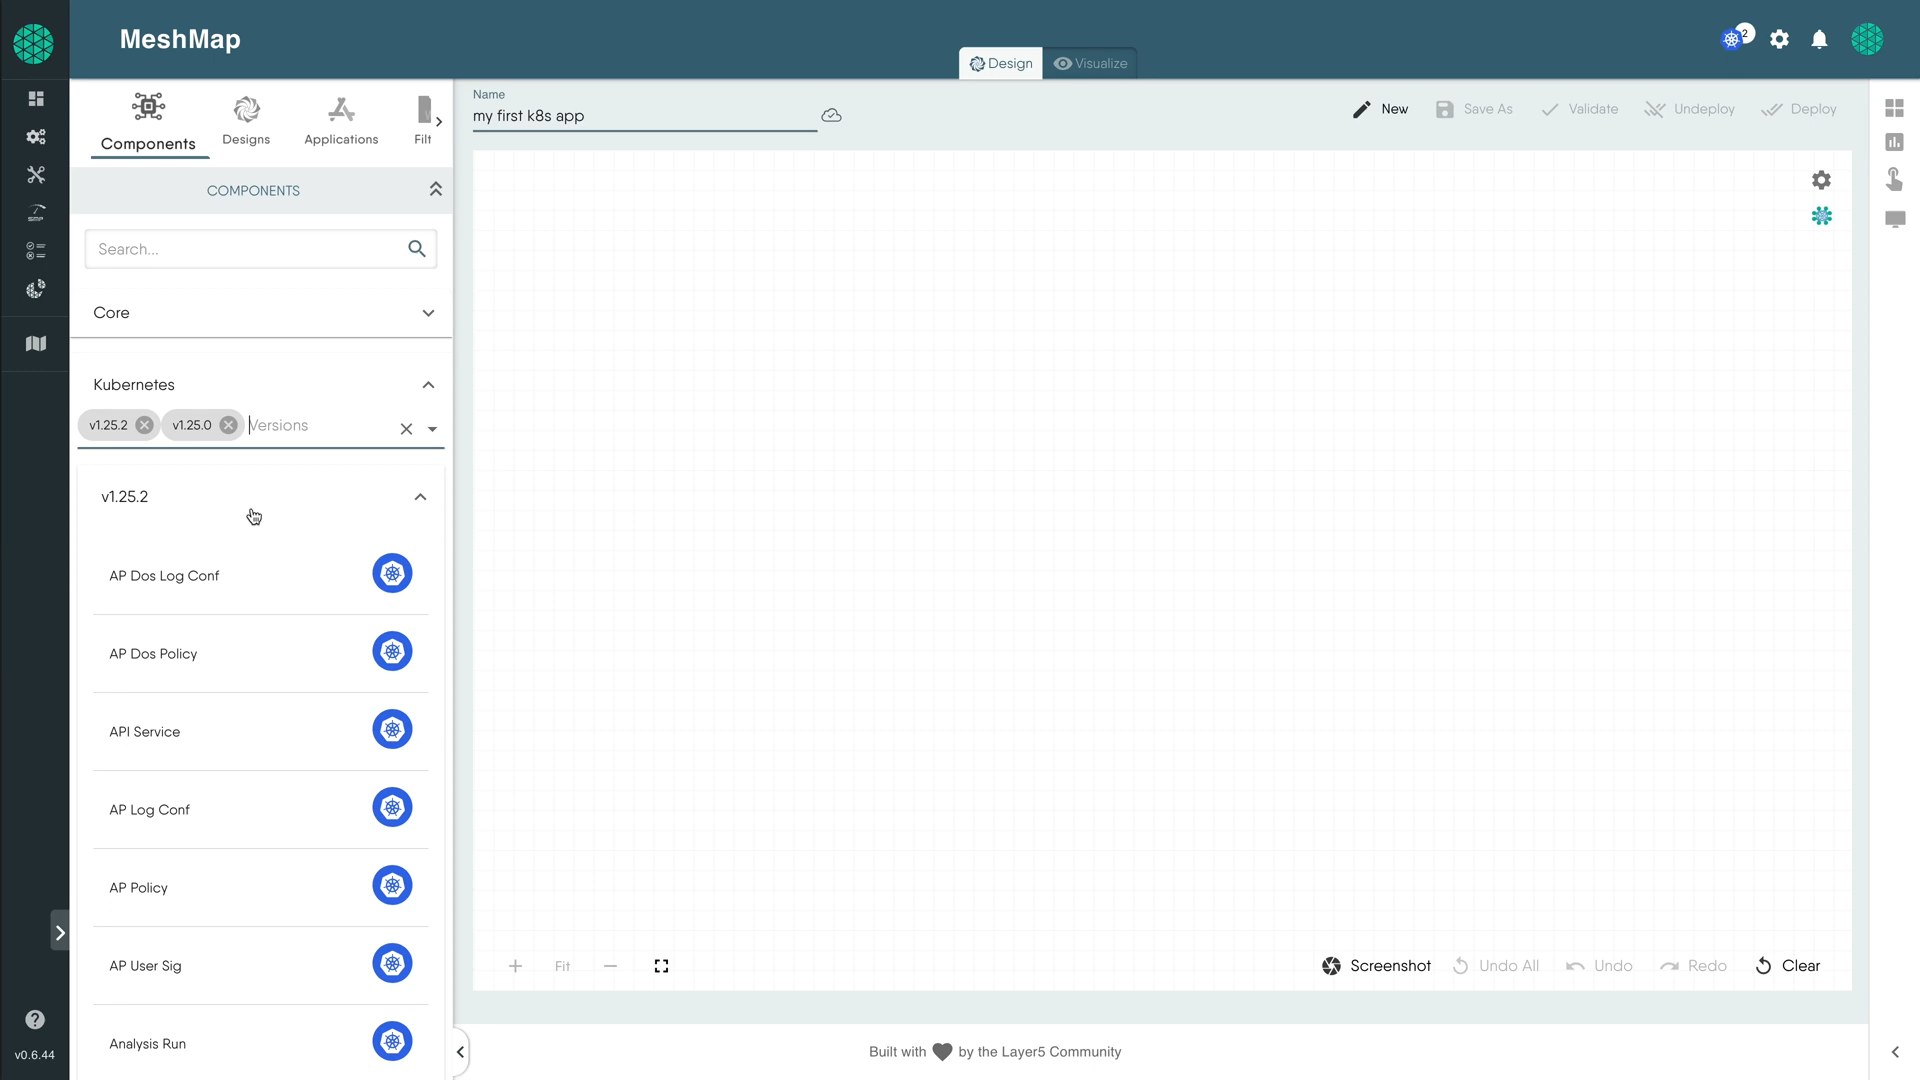 MeshMap
2
Design
Visualize
Components
Designs
Applications
Filt
Name
my first k8s app
New
Save As
Validate
Undeploy
Deploy
COMPONENTS
Search...
Core
Kubernetes
v1.25.2
v1.25.0
Versions
v1.25.2
AP Dos Log Conf
AP Dos Policy
API Service
AP Log Conf
AP Policy
AP User Sig
Analysis Run
Fit
Screenshot
Undo All
Undo
Redo
Clear
v0.6.44
Built with by the Layer5 Community